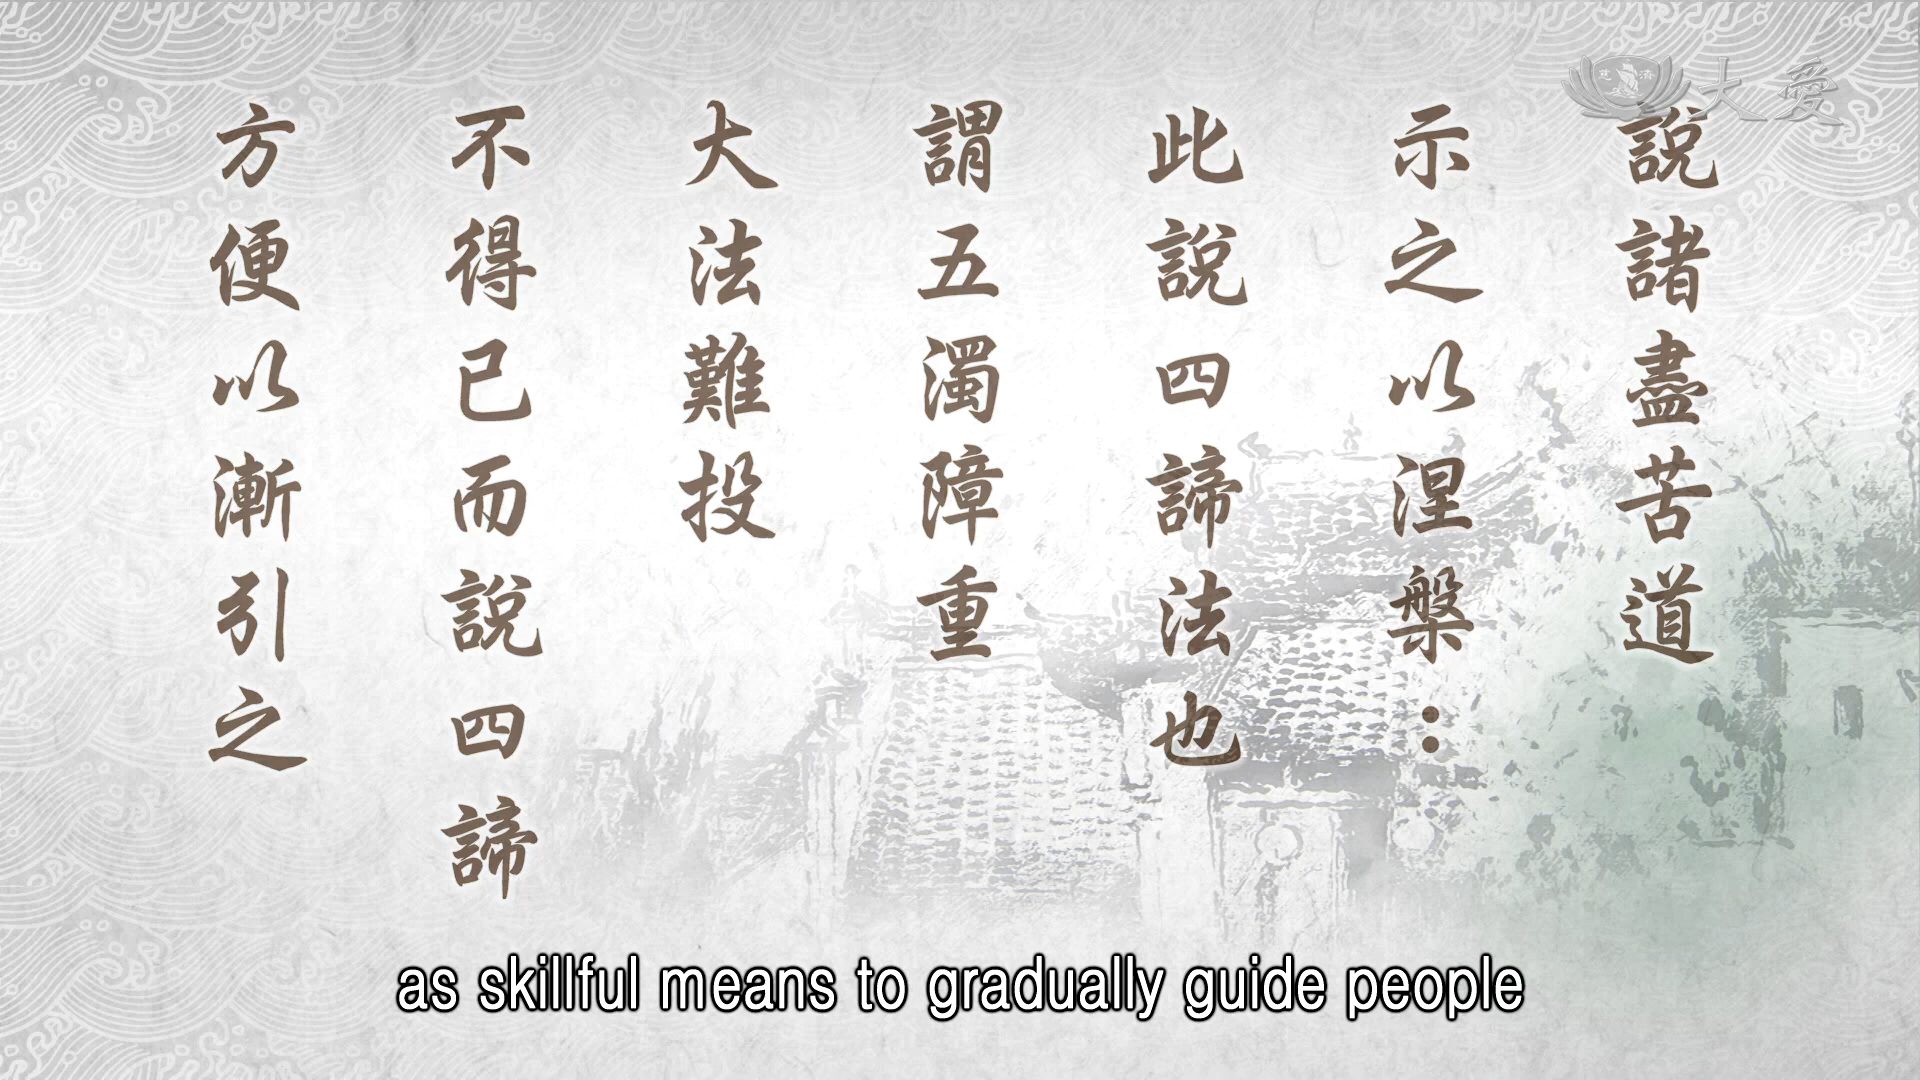 說諸盡苦道
示之以涅槃：
此說四諦法也
謂五濁障重
大法難投
不得已而說四諦
方便以漸引之
大愛
慈濟
as skillful means to gradually guide people